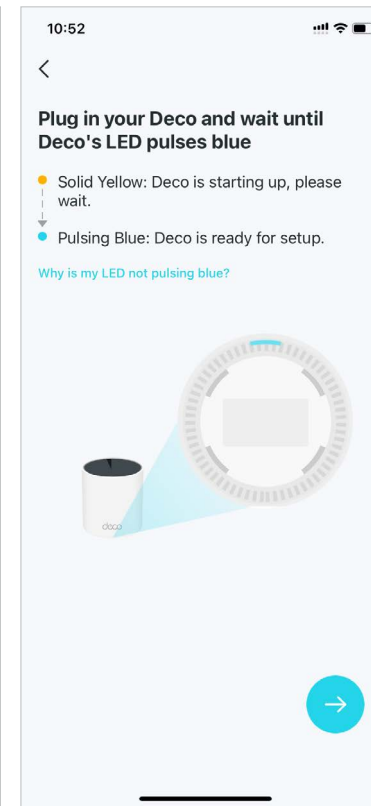 10:52
Plug in your Deco and wait until
Deco's LED pulses blue
Solid Yellow: Deco is starting up, please
wait.
Pulsing Blue: Deco is ready for setup.
Why is my LED not pulsing blue?
deco